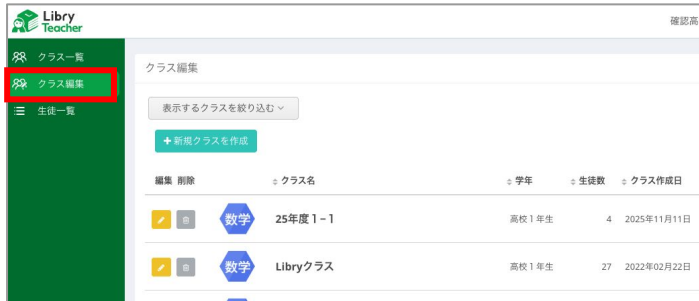 Libry
Teacher
確認高
クラス一覧
クラス編集
生徒一覧
クラス編集
表示するクラスを絞り込む
+新規クラスを作成
編集 削除 クラス名 学年 生徒数 クラス作成日
数学 25年度1-1 高校1年生 4 2025年11月11日
数学 Libryクラス 高校1年生 27 2022年02月22日